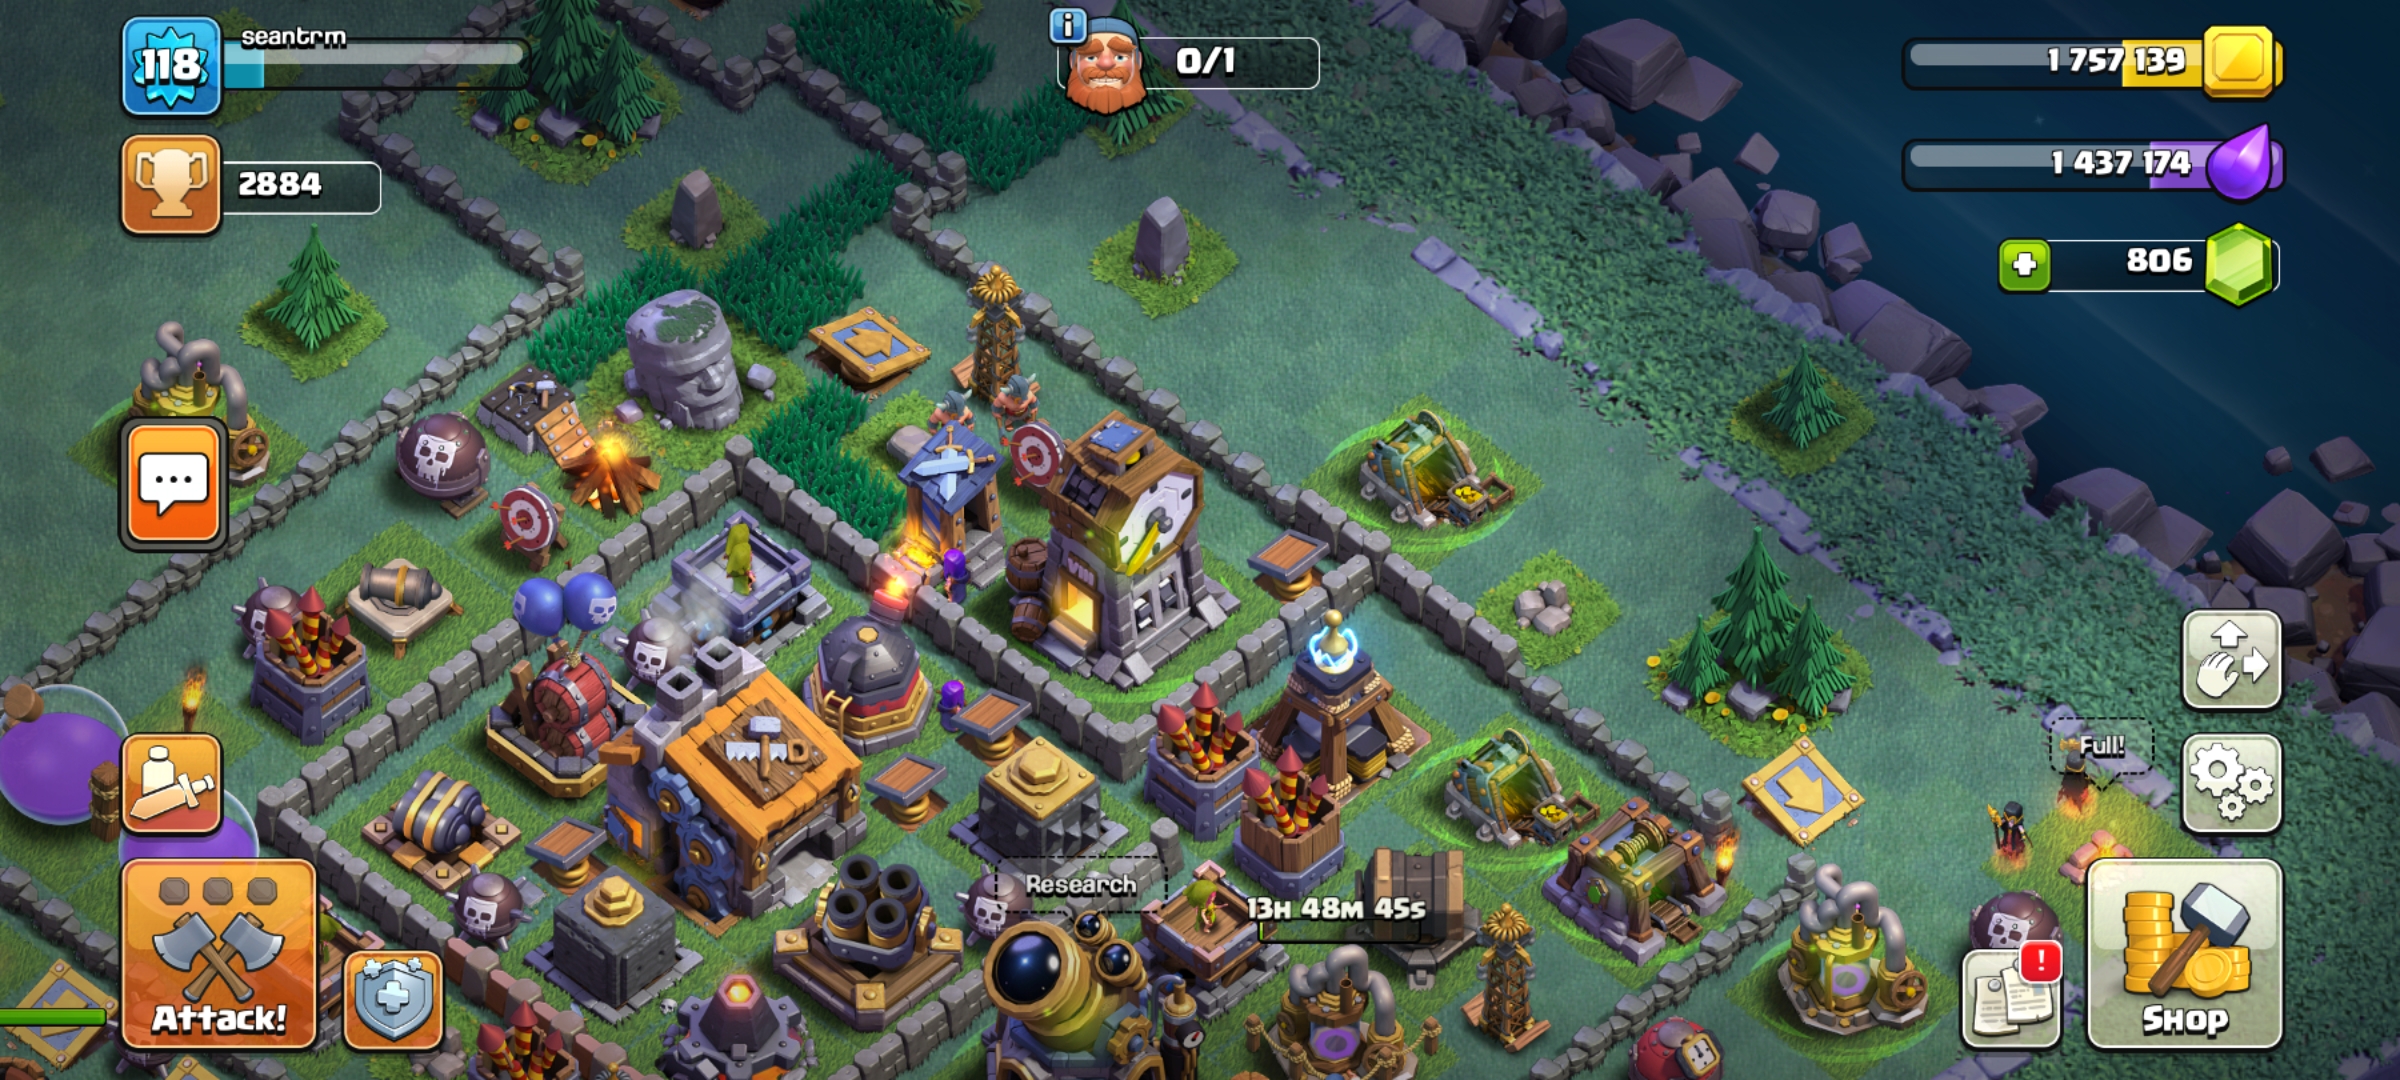 118
seantrm
0/1
i
1 757 139
2884
1 437 174
806
VIII
Full!
Research
13H 48M 45s
!
Attack!
Shop